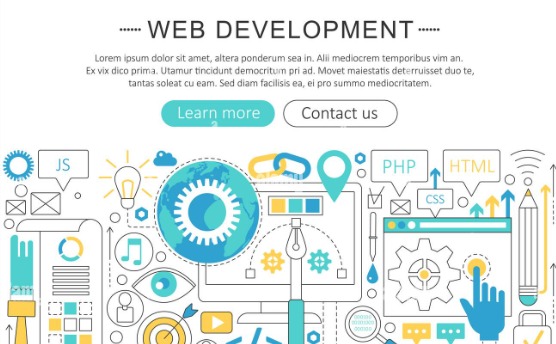 WEB DEVELOPMENT
Lorem ipsum dolor sit amet, altera ponderum sea in. Alii mediocrem temporibus vim an.
Ex vix dico prima. Utamur tincidunt democritum pri ad. Movet maiestatis deterruisset duo te,
tantas soleat cu eam. Sed diam facilisis ea, ei pro summo mediocritatem.
Learn more
Contact us
JS
PHP
HTML
CSS